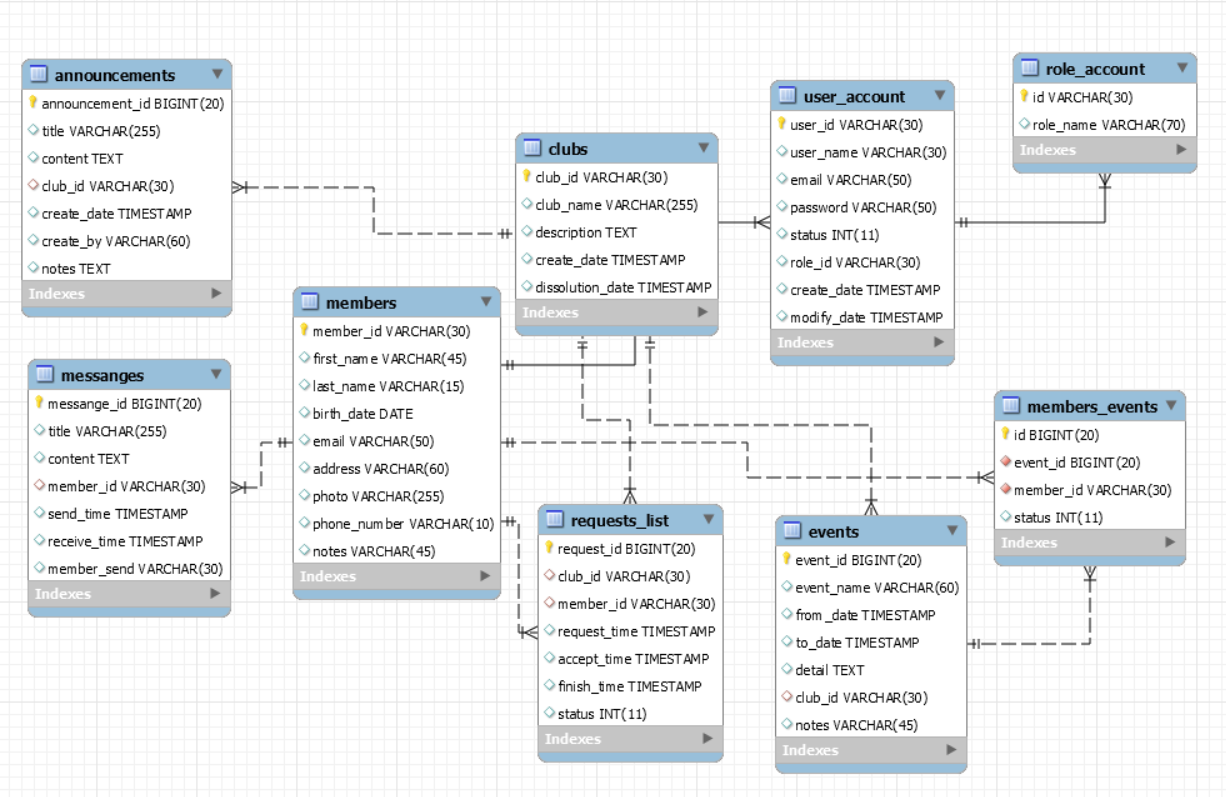 announcements
announcement_id BIGINT(20)
title VARCHAR(255)
content TEXT
club_id VARCHAR(30)
create_date TIMESTAMP
create_by VARCHAR(60)
notes TEXT
Indexes
messanges
messange_id BIGINT(20)
title VARCHAR(255)
content TEXT
member_id VARCHAR(30)
send_time TIMESTAMP
receive_time TIMESTAMP
member_send VARCHAR(30)
Indexes
members
member_id VARCHAR(30)
first_name VARCHAR(45)
last_name VARCHAR(15)
birth_date DATE
email VARCHAR(50)
address VARCHAR(60)
photo VARCHAR(255)
phone_number VARCHAR(10)
notes VARCHAR(45)
Indexes
clubs
club_id VARCHAR(30)
club_name VARCHAR(255)
description TEXT
create_date TIMESTAMP
dissolution_date TIMESTAMP
Indexes
requests_list
request_id BIGINT(20)
club_id VARCHAR(30)
member_id VARCHAR(30)
request_time TIMESTAMP
accept_time TIMESTAMP
finish_time TIMESTAMP
status INT(11)
Indexes
user_account
user_id VARCHAR(30)
user_name VARCHAR(30)
email VARCHAR(50)
password VARCHAR(50)
status INT(11)
role_id VARCHAR(30)
create_date TIMESTAMP
modify_date TIMESTAMP
Indexes
events
event_id BIGINT(20)
event_name VARCHAR(60)
from_date TIMESTAMP
to_date TIMESTAMP
detail TEXT
club_id VARCHAR(30)
notes VARCHAR(45)
Indexes
role_account
id VARCHAR(30)
role_name VARCHAR(70)
Indexes
members_events
id BIGINT(20)
event_id BIGINT(20)
member_id VARCHAR(30)
status INT(11)
Indexes